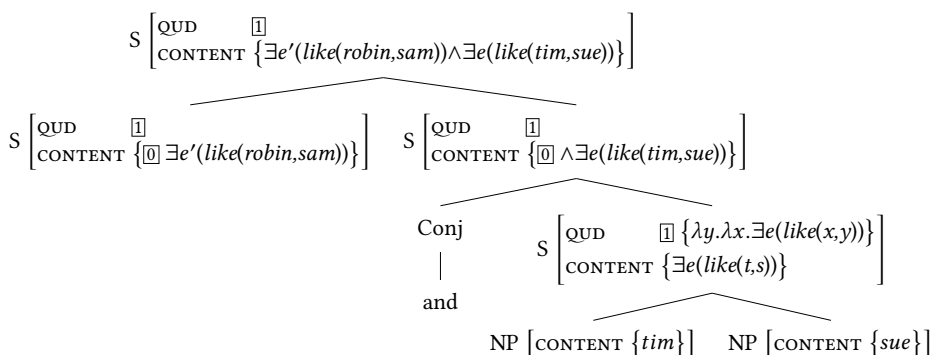 S [QUD 1
CONTENT {∃e′(like(robin,sam))∧∃e(like(tim,sue))}]
S [QUD 1
CONTENT {0 ∃e′(like(robin,sam))}]
S [QUD 1
CONTENT {0 ∧∃e(like(tim,sue))}]
Conj
and
S [QUD 1 {λy.λx.∃e(like(x,y))}
CONTENT {∃e(like(t,s))}]
NP [CONTENT {tim}] NP [CONTENT {sue}]